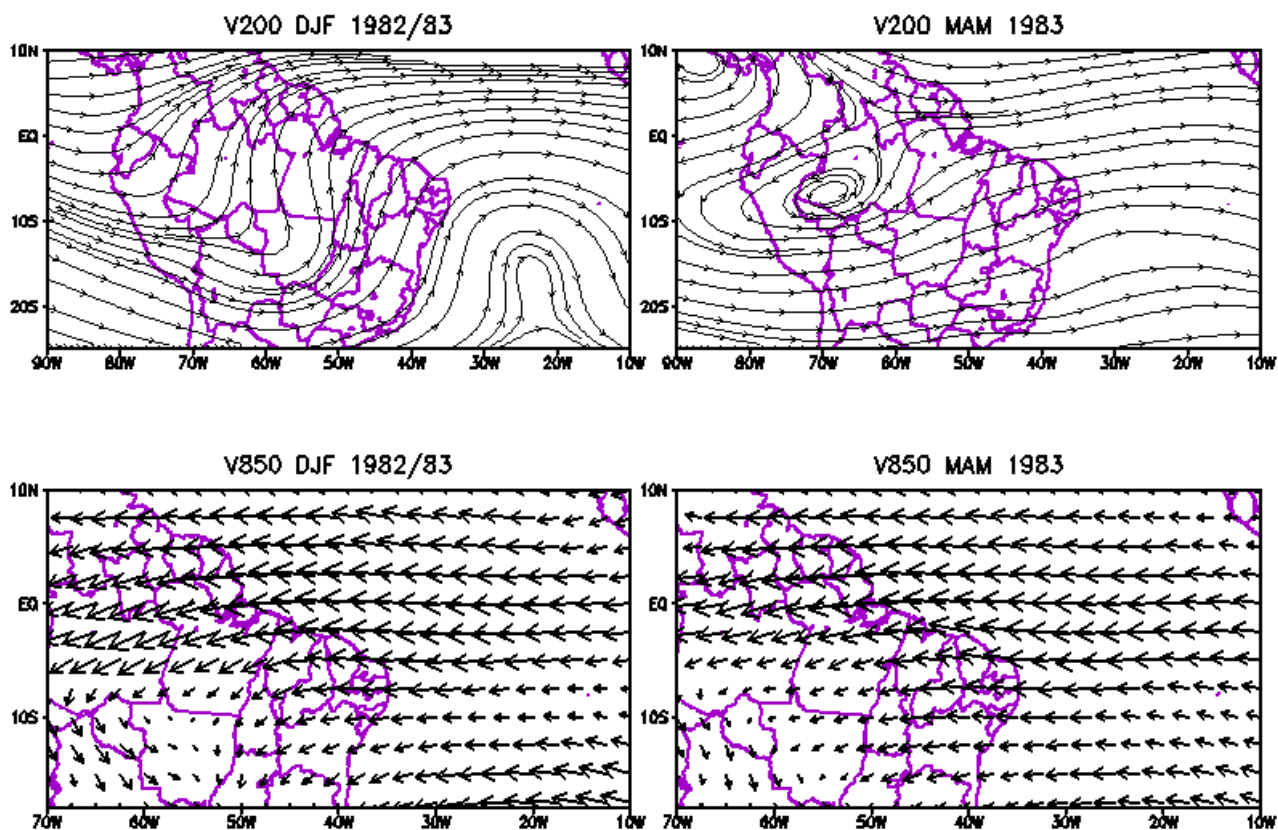 V200 DJF 1982/83
V200 MAM 1983
10N
EQ
10S
20S
90W 80W 70W 60W 50W 40W 30W 20W 10W
10N
EQ
10S
20S
90W 80W 70W 60W 50W 40W 30W 20W 10W
V850 DJF 1982/83
V850 MAM 1983
10N
EQ
10S
70W 60W 50W 40W 30W 20W 10W
10N
EQ
10S
70W 60W 50W 40W 30W 20W 10W